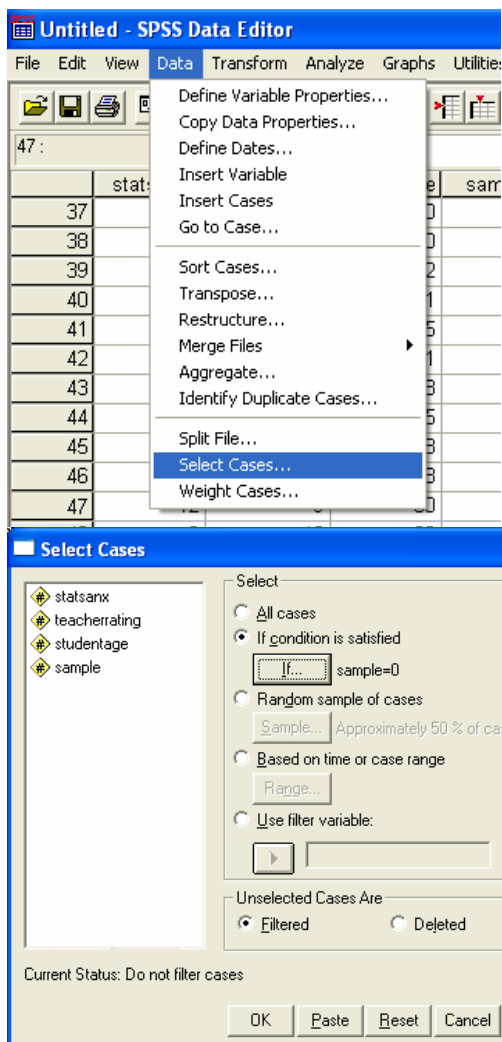 Untitled - SPSS Data Editor
File Edit View Data Transform Analyze Graphs Utilities
47 :
Define Variable Properties...
Copy Data Properties...
Define Dates...
Insert Variable
Insert Cases
Go to Case...
Sort Cases...
Transpose...
Restructure...
Merge Files
Aggregate...
Identify Duplicate Cases...
Split File...
Select Cases...
Weight Cases...
stats
sam
37
38
39
40
41
42
43
44
45
46
47
Select Cases
statsanx
teacherrating
studentage
sample
Select
All cases
If condition is satisfied
If... sample=0
Random sample of cases
Sample... Approximately 50 % of ca
Based on time or case range
Range...
Use filter variable:
Unselected Cases Are
Filtered Deleted
Current Status: Do not filter cases
OK Paste Reset Cancel